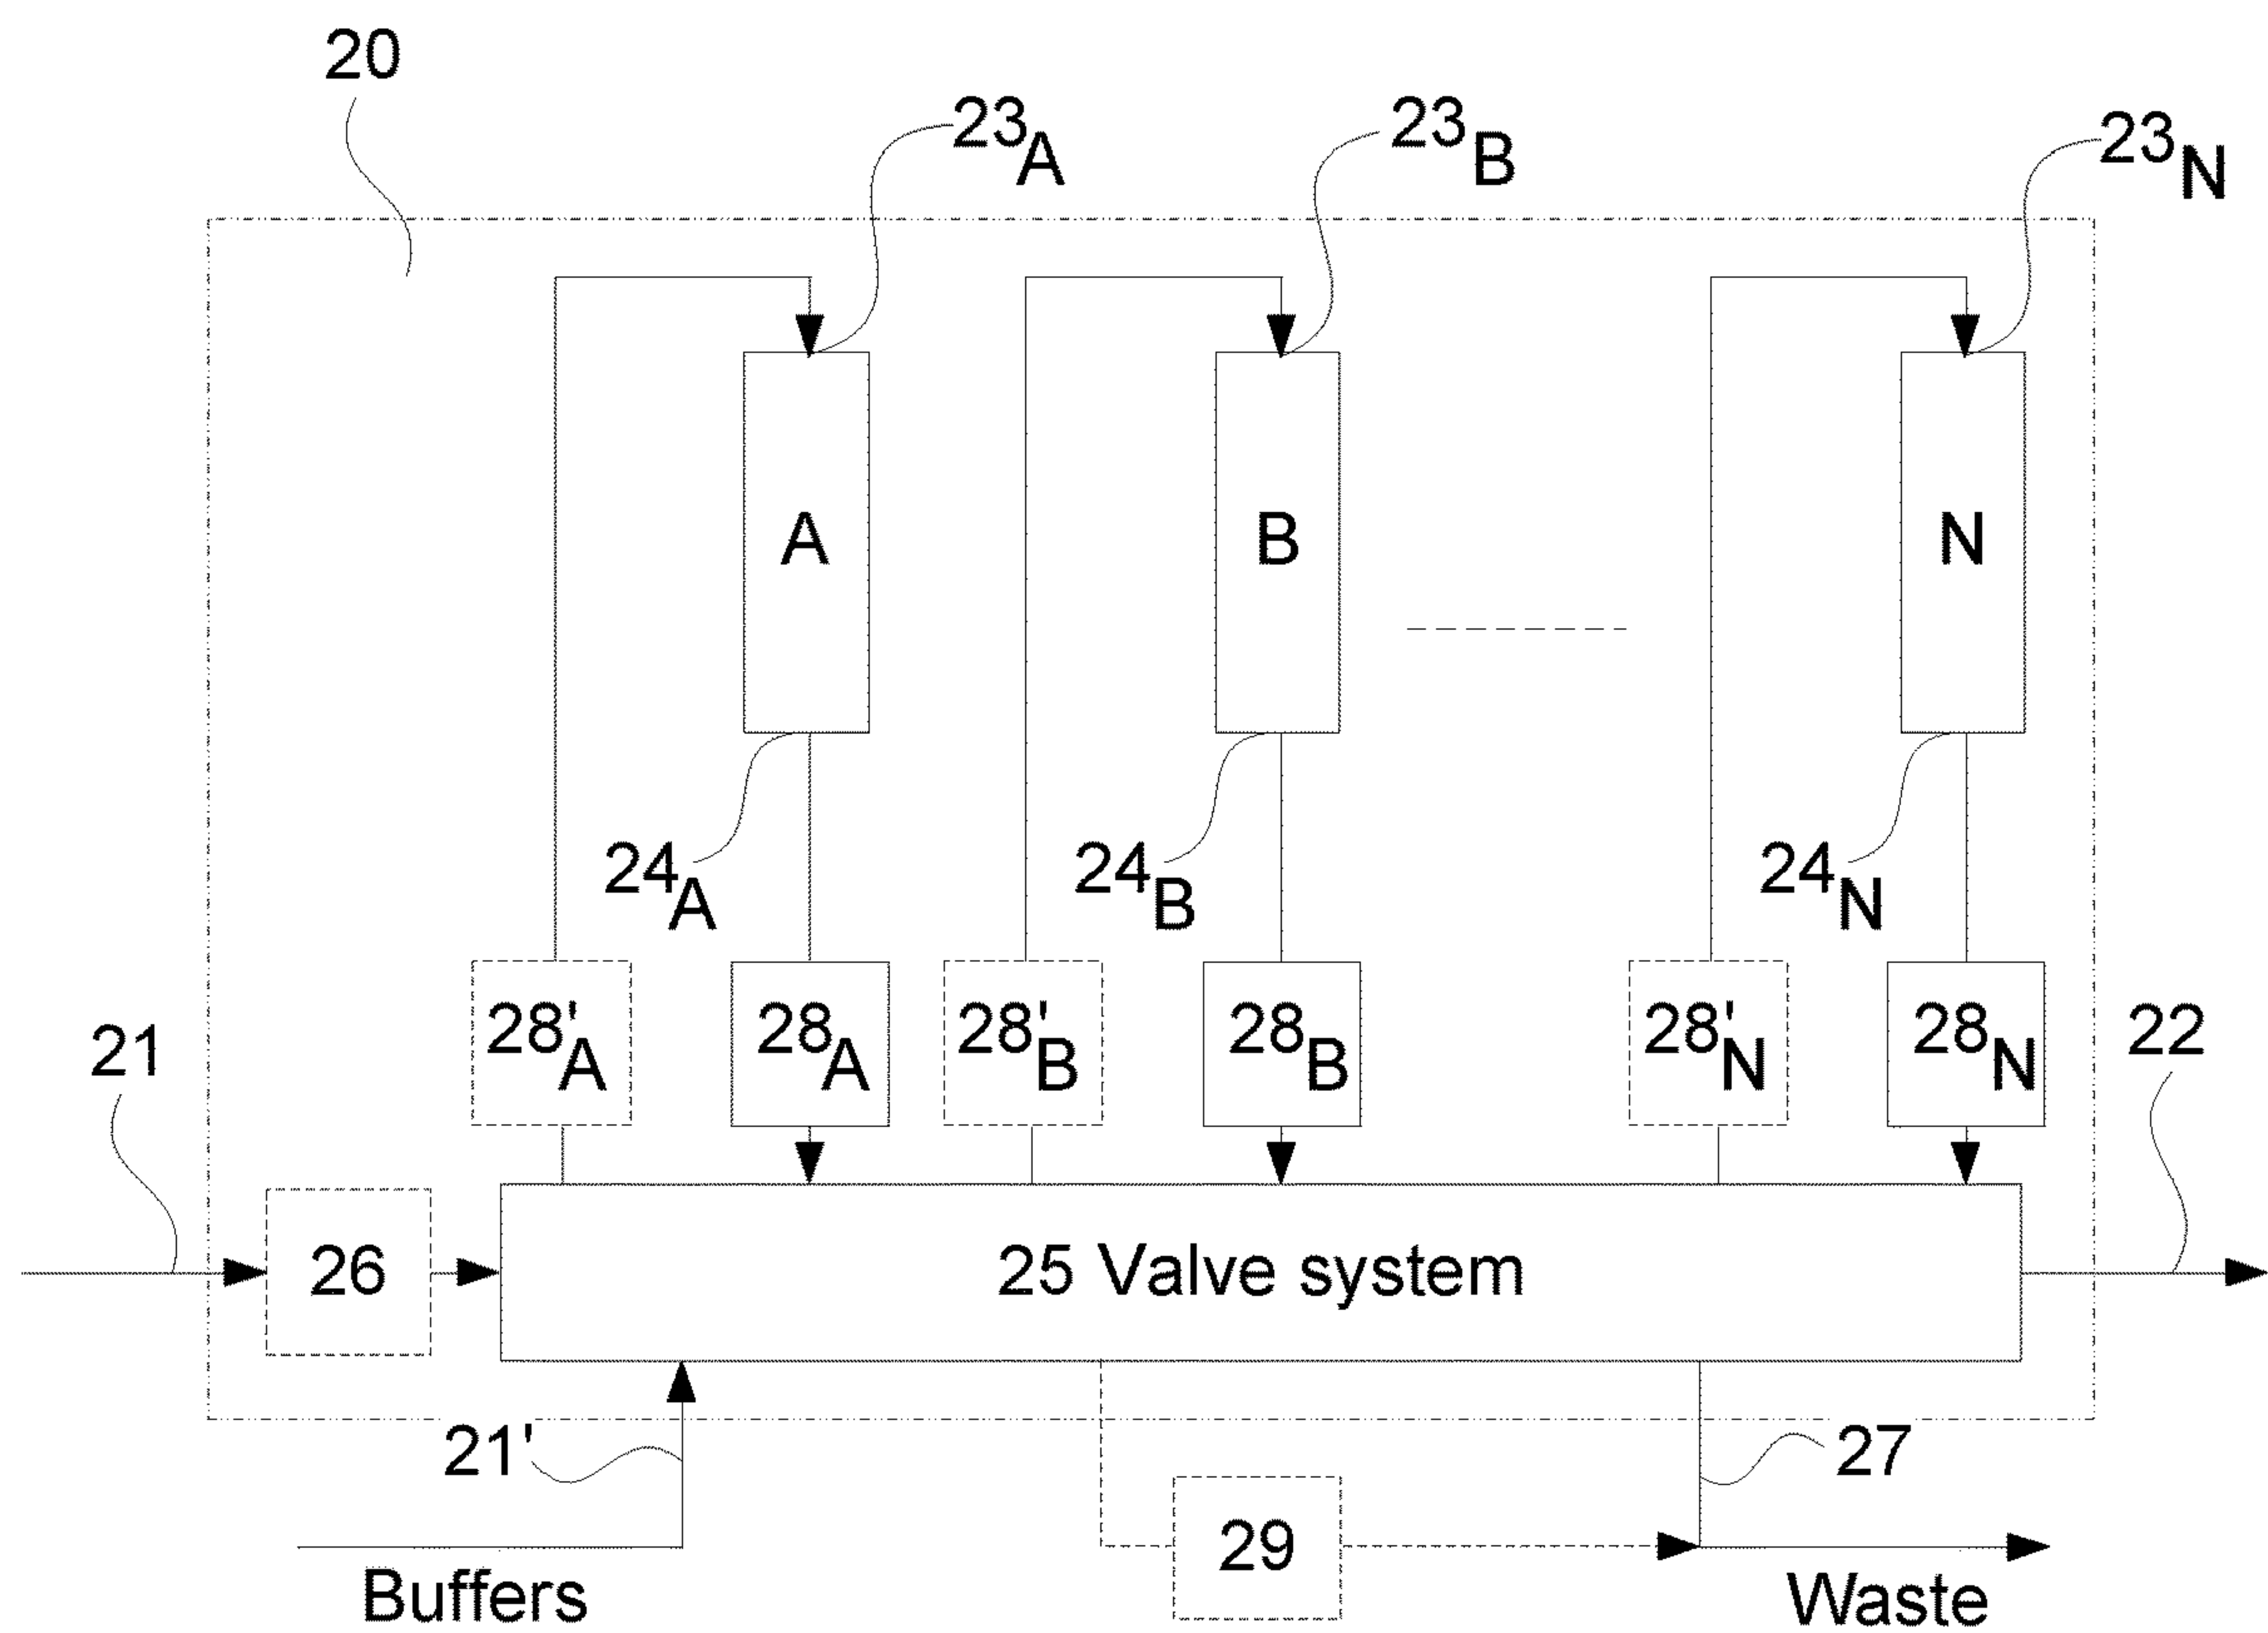 20
23A
23B
23N
A
B
N
24A
24B
24N
28'A
28A
28'B
28B
28'N
28N
21
22
26
25 Valve system
21'
27
29
Buffers
Waste